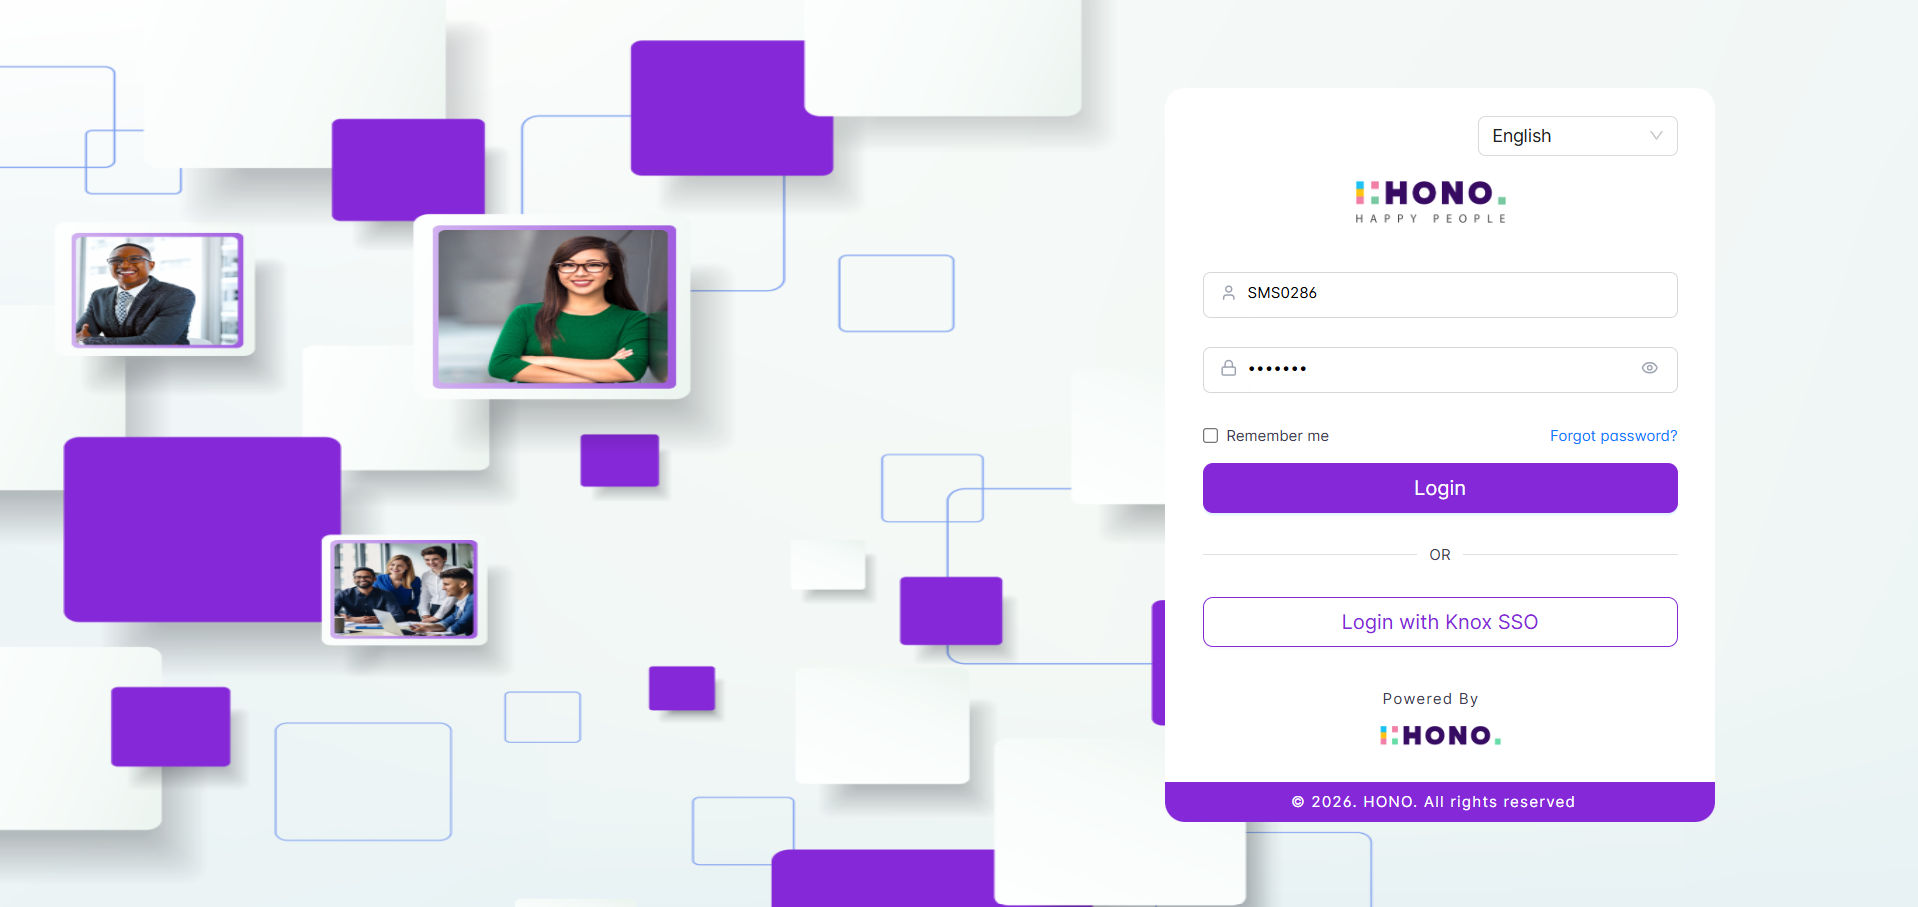 English
HONO.
HAPPY PEOPLE
SMS0286
•••••••
Remember me
Forgot password?
Login
OR
Login with Knox SSO
Powered By
HONO.
© 2026. HONO. All rights reserved